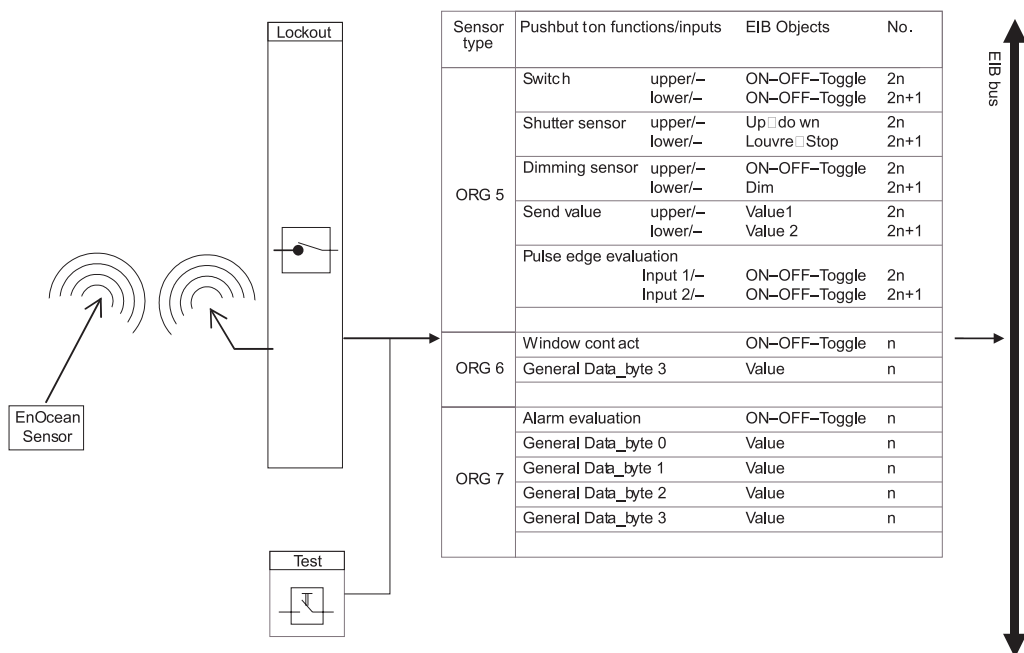 Lockout
EnOcean
Sensor
Test
Sensor type Pushbut ton functions/inputs EIB Objects No.
ORG 5
Switch upper/– ON–OFF–Toggle 2n
lower/– ON–OFF–Toggle 2n+1
Shutter sensor upper/– Up□do wn 2n
lower/– Louvre□Stop 2n+1
Dimming sensor upper/– ON–OFF–Toggle 2n
lower/– Dim 2n+1
Send value upper/– Value1 2n
lower/– Value 2 2n+1
Pulse edge evaluation
Input 1/– ON–OFF–Toggle 2n
Input 2/– ON–OFF–Toggle 2n+1
ORG 6
Window cont act ON–OFF–Toggle n
General Data_byte 3 Value n
ORG 7
Alarm evaluation ON–OFF–Toggle n
General Data_byte 0 Value n
General Data_byte 1 Value n
General Data_byte 2 Value n
General Data_byte 3 Value n
EIB bus